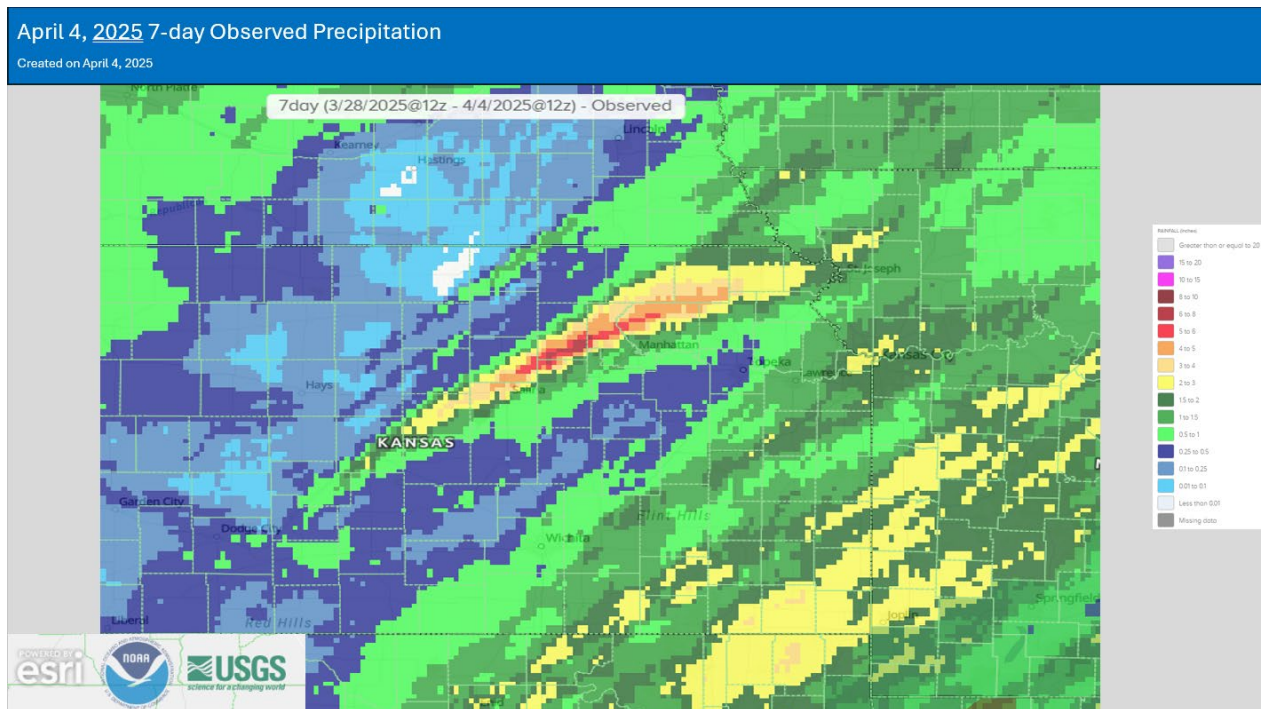 April 4, 2025 7-day Observed Precipitation
Created on April 4, 2025
7day (3/28/2025@12z - 4/4/2025@12z) - Observed
North Platte
Lincoln
Kearney
Hastings
Republican
St. Joseph
Manhattan
Topeka
Kansas City
Lawrence
Hays
Salina
KANSAS
Garden City
Dodge City
Flint Hills
Wichita
Springfield
Joplin
Liberal
Red Hills
RAINFALL (inches)
Greater than or equal to 20
15 to 20
10 to 15
8 to 10
6 to 8
5 to 6
4 to 5
3 to 4
2 to 3
1.5 to 2
1 to 1.5
0.5 to 1
0.25 to 0.5
0.1 to 0.25
0.01 to 0.1
Less than 0.01
Missing data
POWERED BY
esri
NOAA
USGS
science for a changing world